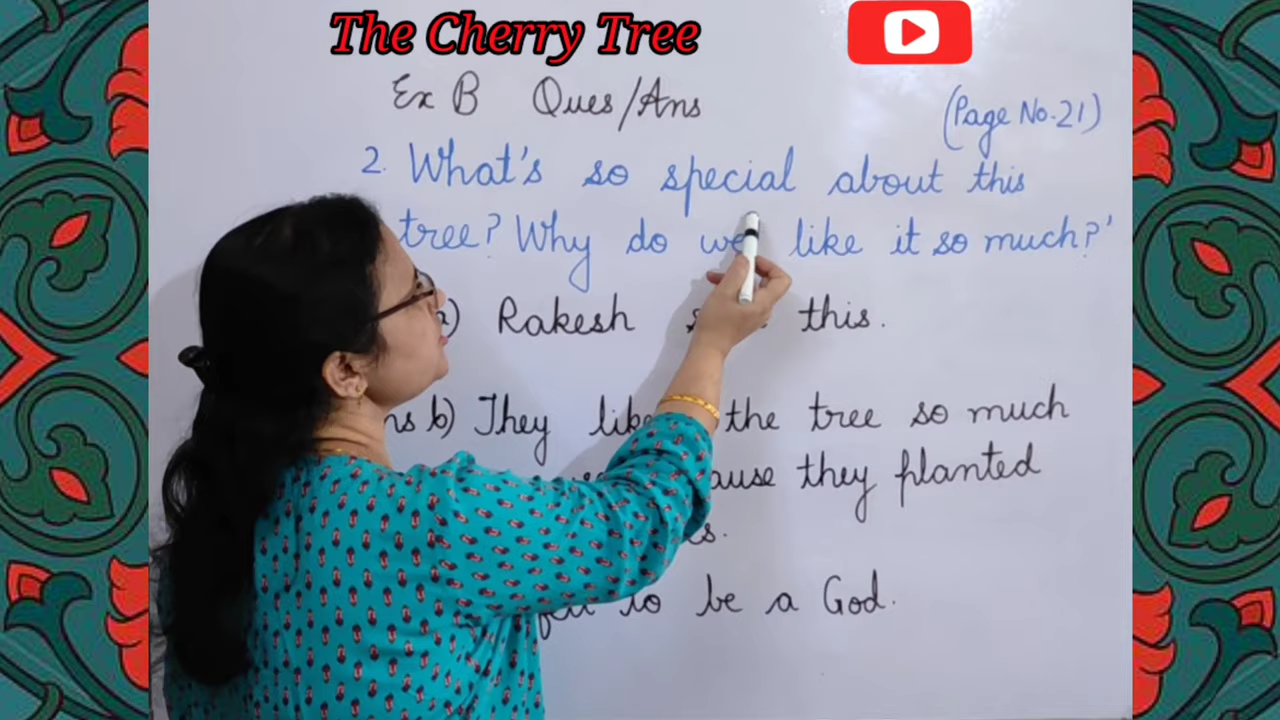 The Cherry Tree
Ex B Ques/Ans
(Page No.21)
2. What's so special about this
tree? Why do we like it so much?'
a) Rakesh this.
b) They the tree so much
they planted
to be a God.